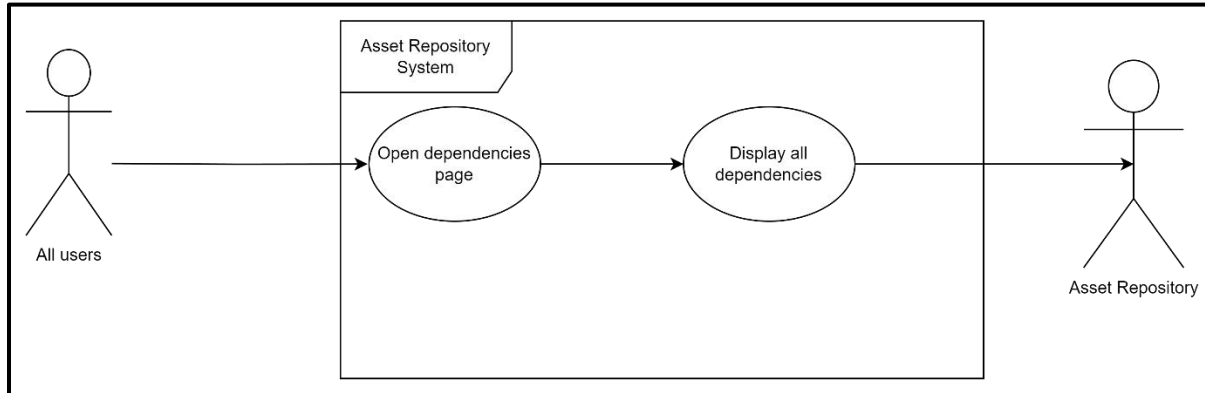 Asset Repository
System
Open dependencies
page
Display all
dependencies
All users
Asset Repository